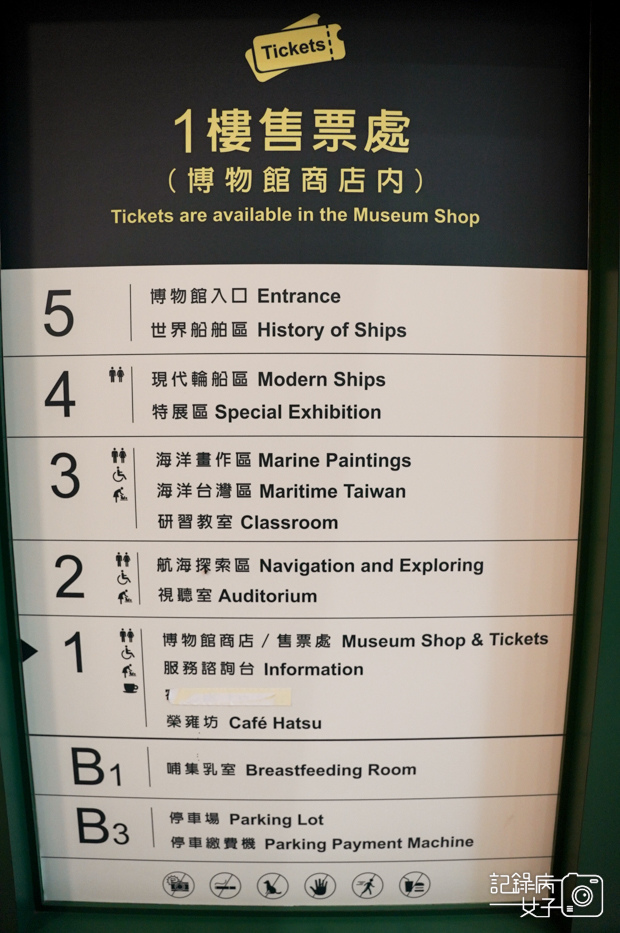 Tickets
1樓售票處
(博物館商店內)
Tickets are available in the Museum Shop
5
博物館入口 Entrance
世界船舶區 History of Ships
4
現代輪船區 Modern Ships
特展區 Special Exhibition
3
海洋畫作區 Marine Paintings
海洋台灣區 Maritime Taiwan
研習教室 Classroom
2
航海探索區 Navigation and Exploring
視聽室 Auditorium
1
博物館商店 / 售票處 Museum Shop & Tickets
服務諮詢台 Information
榮雍坊 Café Hatsu
B1
哺集乳室 Breastfeeding Room
B3
停車場 Parking Lot
停車繳費機 Parking Payment Machine
記錄病
一女子